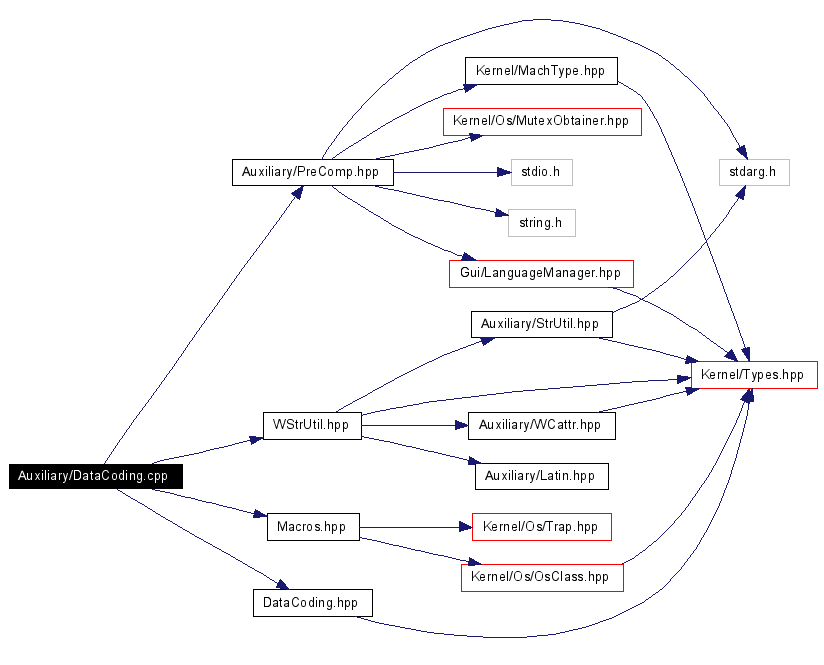 Kernel/MachType.hpp
Kernel/Os/MutexObtainer.hpp
Auxiliary/PreComp.hpp
stdio.h
stdarg.h
string.h
Gui/LanguageManager.hpp
Auxiliary/StrUtil.hpp
Kernel/Types.hpp
WStrUtil.hpp
Auxiliary/WCattr.hpp
Auxiliary/DataCoding.cpp
Auxiliary/Latin.hpp
Macros.hpp
Kernel/Os/Trap.hpp
Kernel/Os/OsClass.hpp
DataCoding.hpp